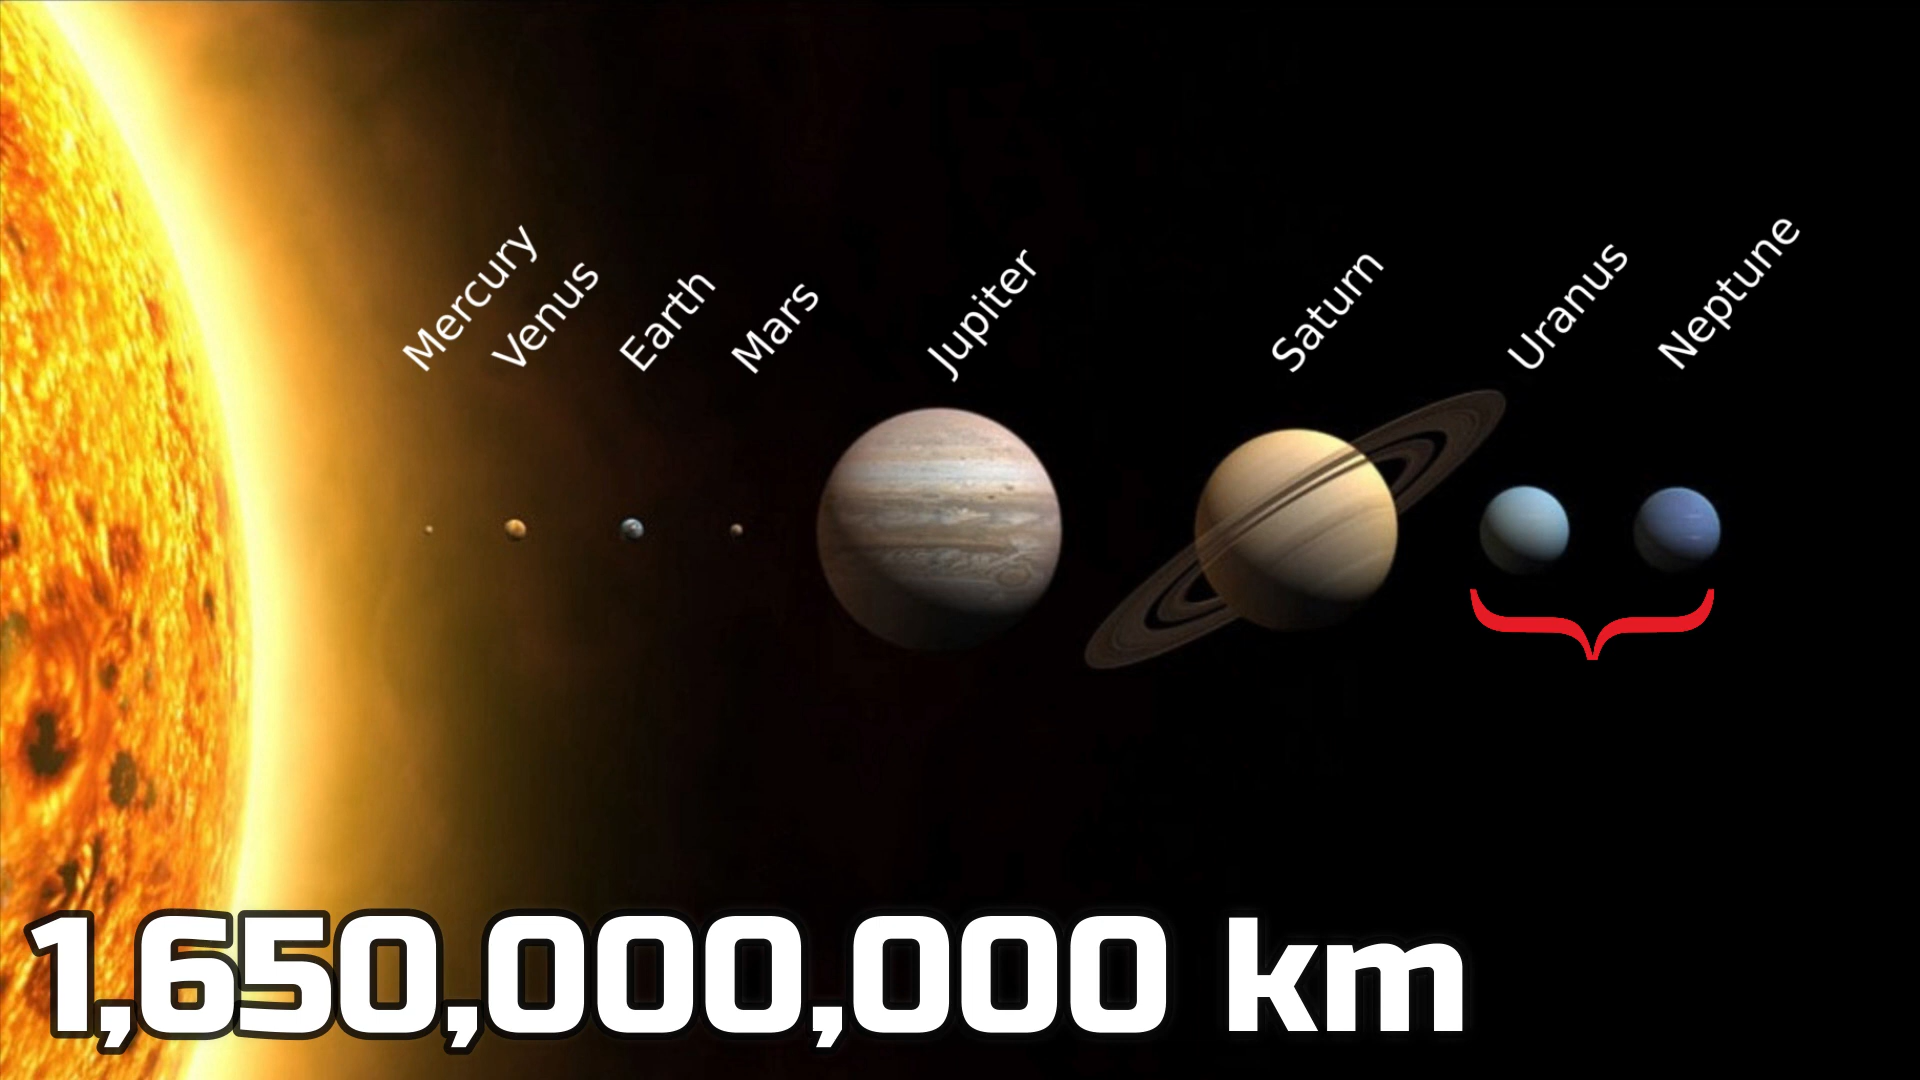 Mercury
Venus
Earth
Mars
Jupiter
Saturn
Uranus
Neptune
1,650,000,000 km